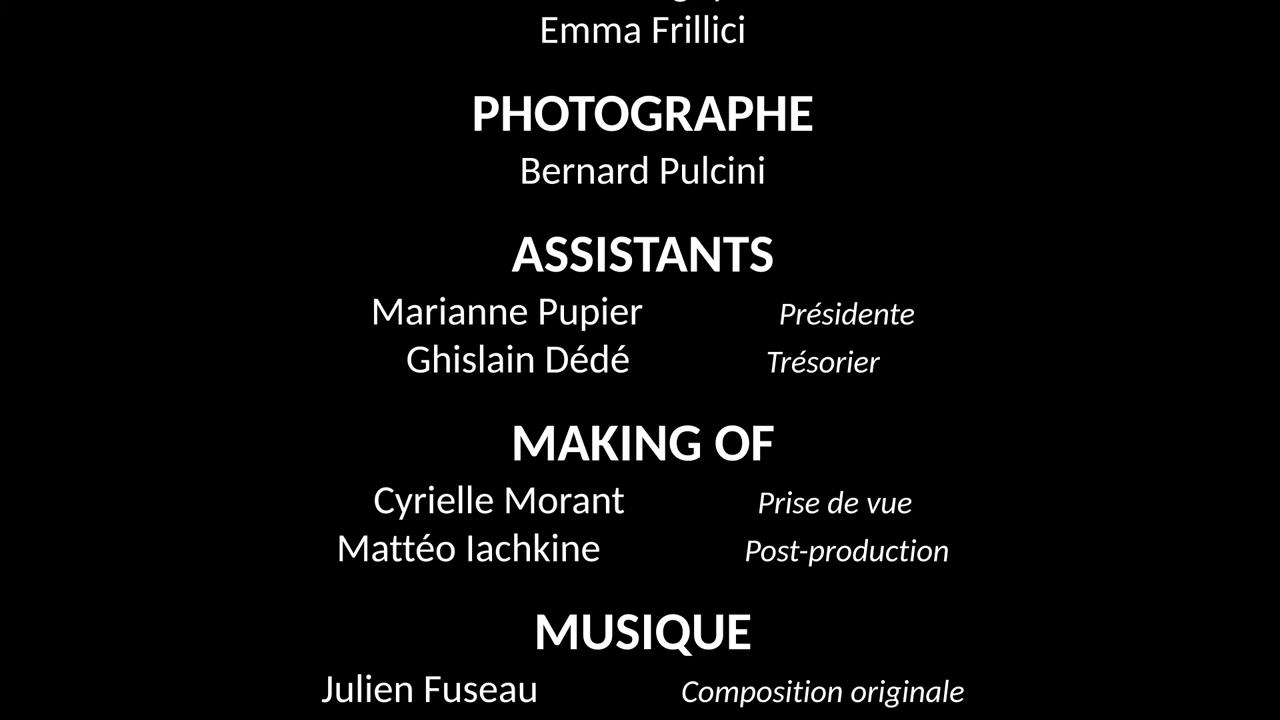 Emma Frillici
PHOTOGRAPHE
Bernard Pulcini
ASSISTANTS
Marianne Pupier Présidente
Ghislain Dédé Trésorier
MAKING OF
Cyrielle Morant Prise de vue
Mattéo Iachkine Post-production
MUSIQUE
Julien Fuseau Composition originale